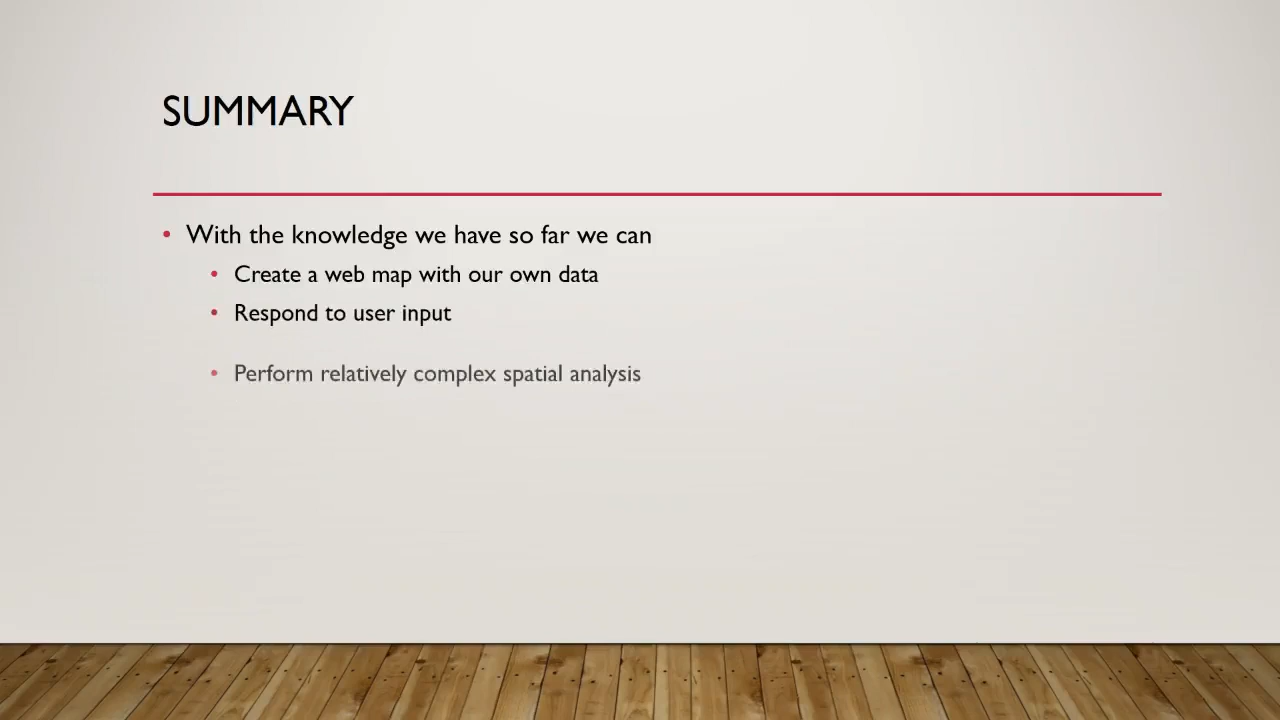 SUMMARY
• With the knowledge we have so far we can
• Create a web map with our own data
• Respond to user input
• Perform relatively complex spatial analysis